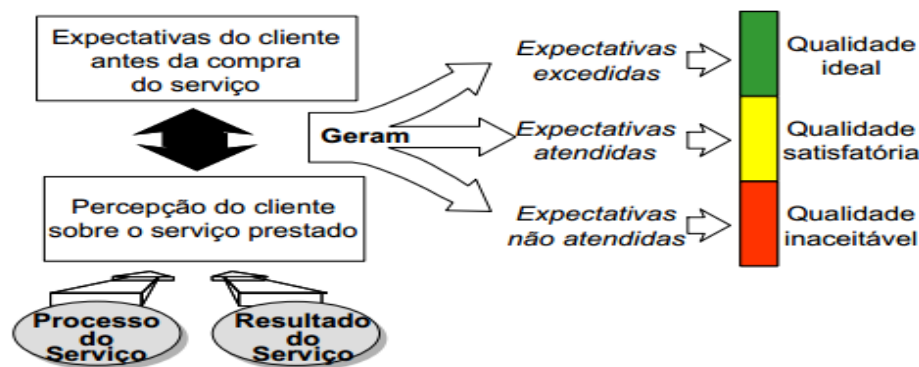 Expectativas do cliente
antes da compra
do serviço
Geram
Percepção do cliente
sobre o serviço prestado
Processo
do
Serviço
Resultado
do
Serviço
Expectativas
excedidas
Qualidade
ideal
Expectativas
atendidas
Qualidade
satisfatória
Expectativas
não atendidas
Qualidade
inaceitável